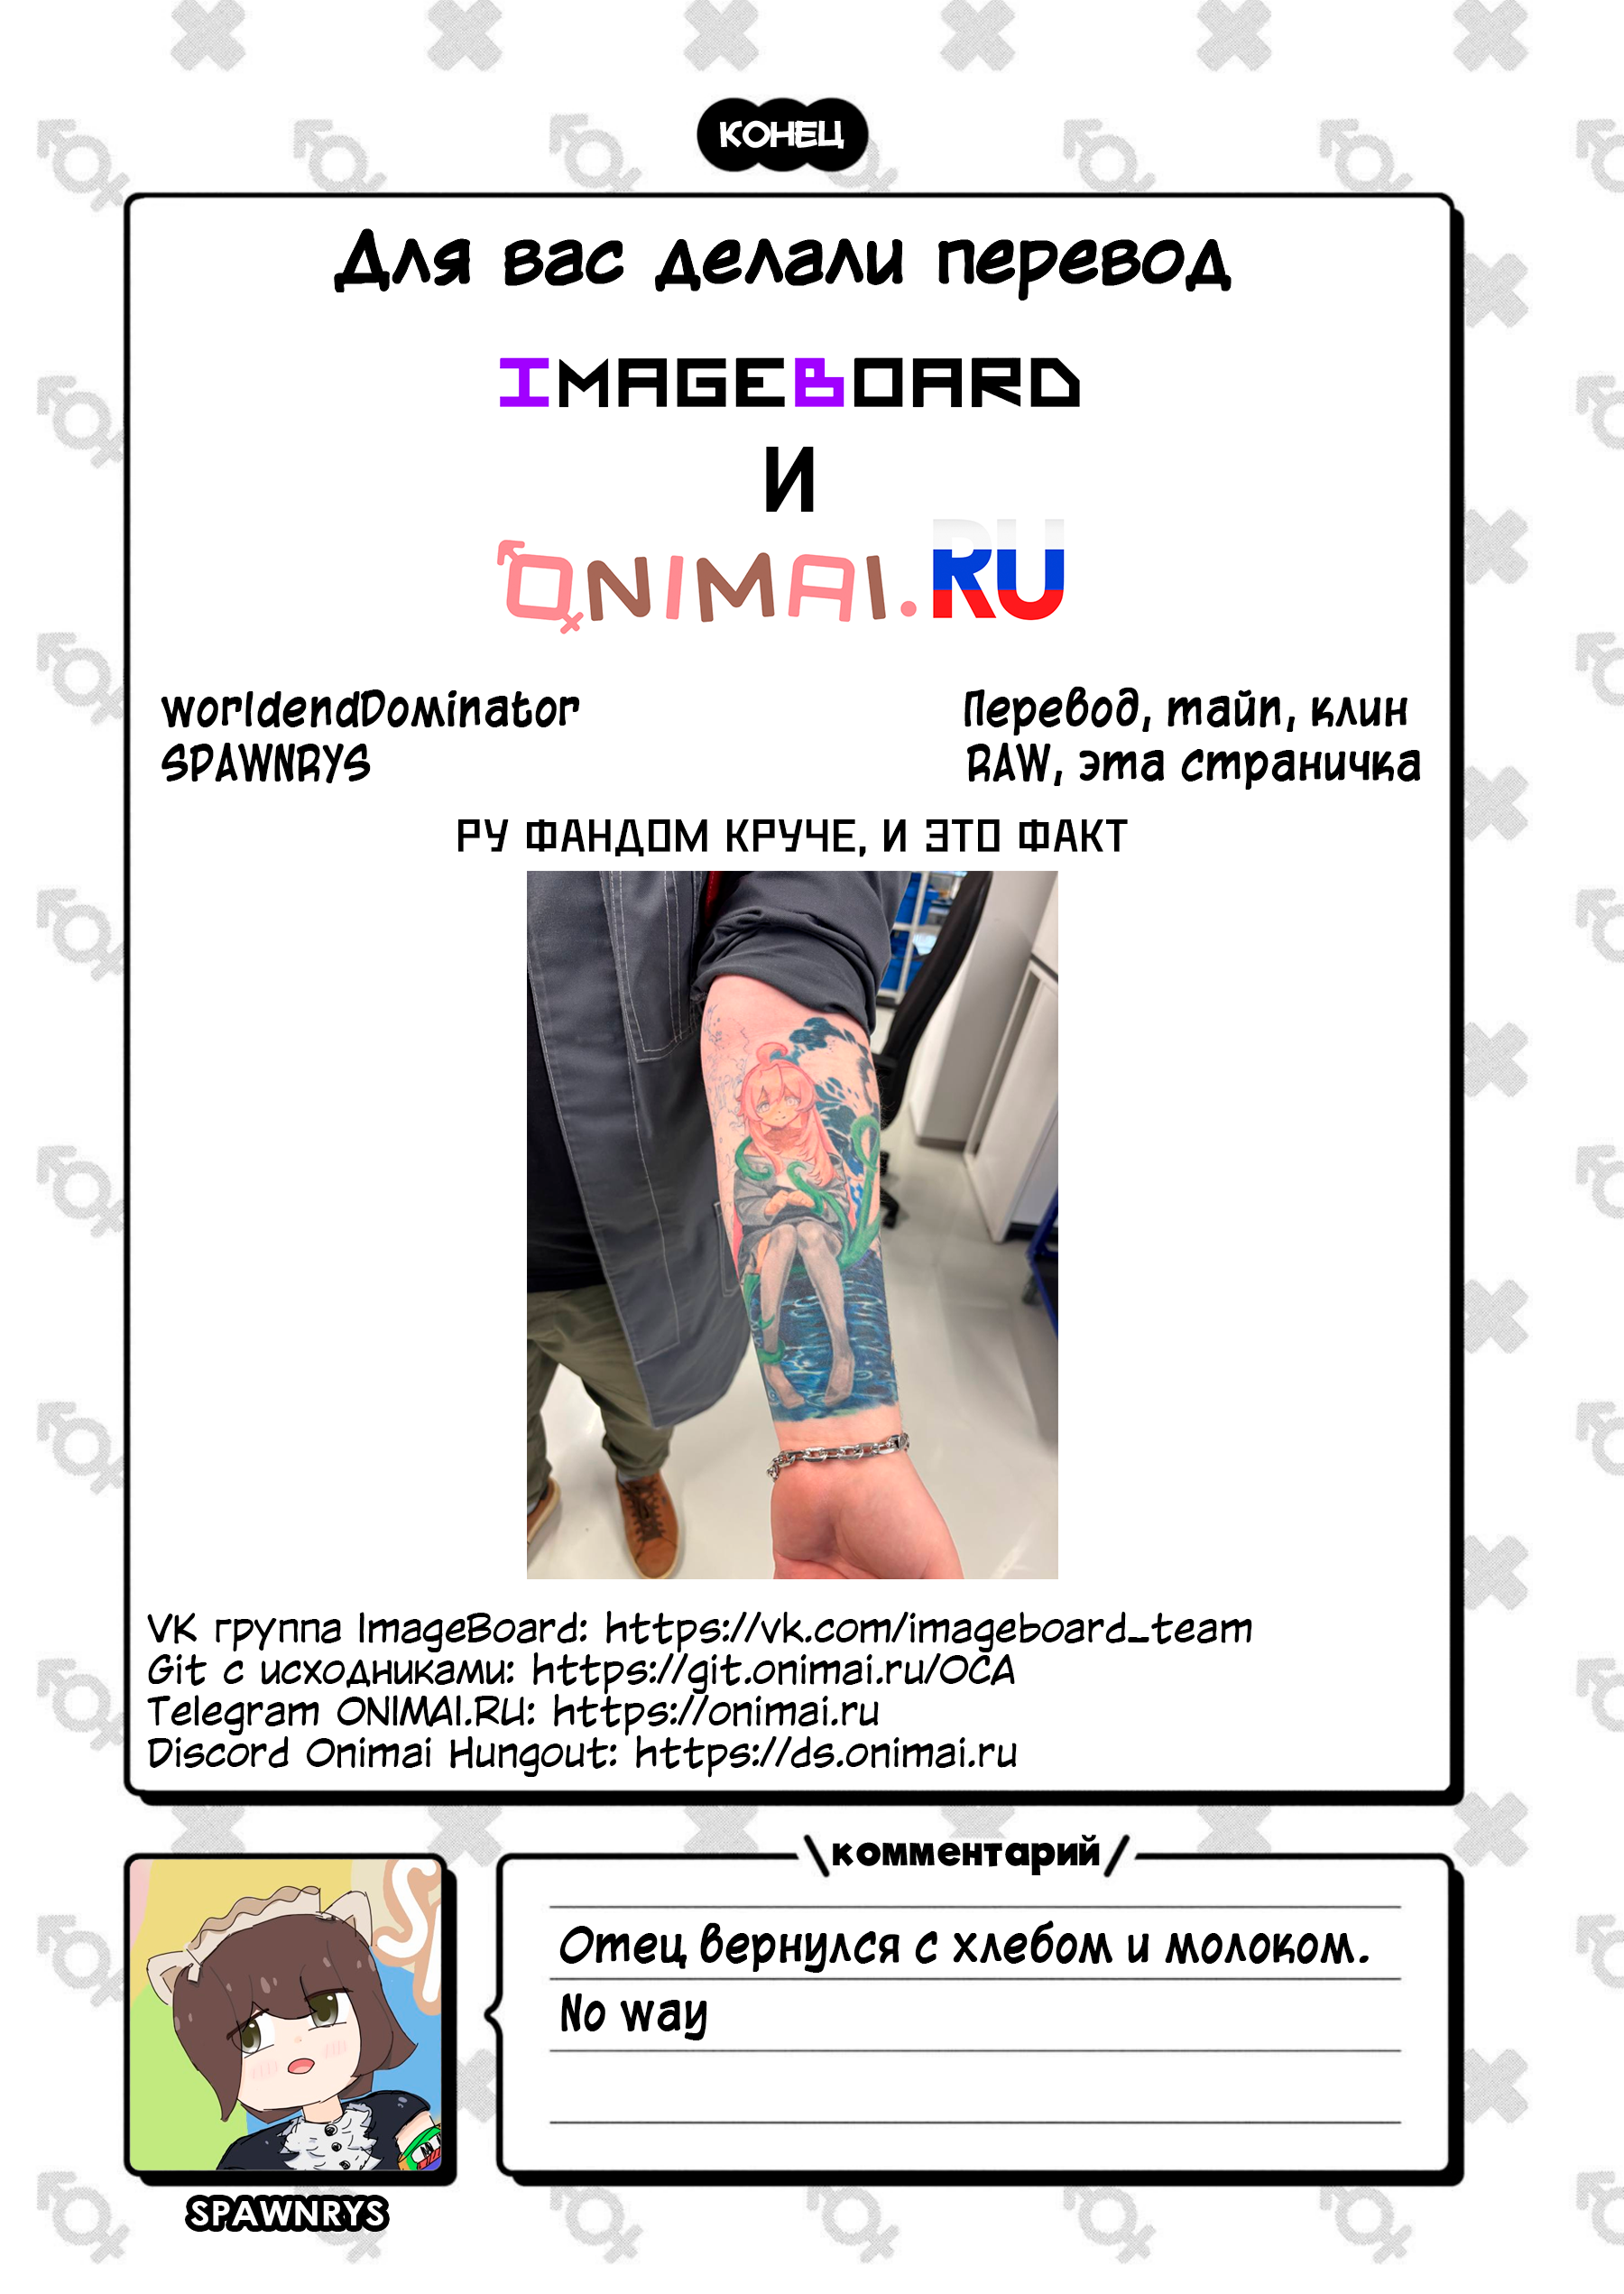 КОНЕЦ
Для вас делали перевод
IMAGEBOARD
И
ONIMAI.RU
worldendDominator Перевод, тайп, клин
SPAWNRYS RAW, эта страничка
РУ ФАНДОМ КРУЧЕ, И ЭТО ФАКТ
VK группа ImageBoard: https://vk.com/imageboard_team
Git с исходниками: https://git.onimai.ru/OCA
Telegram ONIMAI.RU: https://onimai.ru
Discord Onimai Hungout: https://ds.onimai.ru
\комментарий/
Отец вернулся с хлебом и молоком.
No way
SPAWNRYS